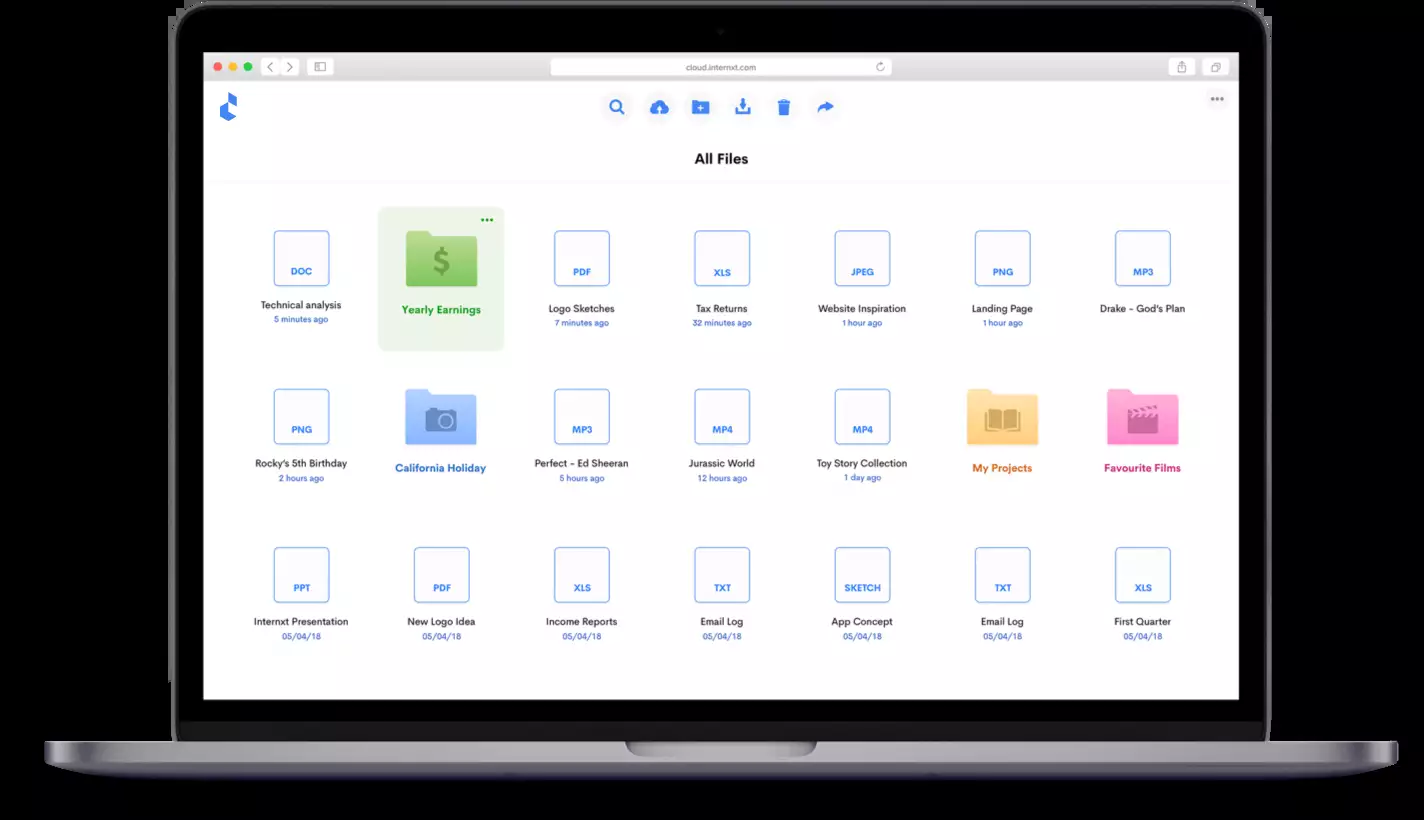 cloud.internxt.com
All Files
DOC
Technical analysis
5 minutes ago
Yearly Earnings
PDF
Logo Sketches
7 minutes ago
XLS
Tax Returns
32 minutes ago
JPEG
Website Inspiration
1 hour ago
PNG
Landing Page
1 hour ago
MP3
Drake - God's Plan
PNG
Rocky's 5th Birthday
2 hours ago
California Holiday
MP3
Perfect - Ed Sheeran
5 hours ago
MP4
Jurassic World
12 hours ago
MP4
Toy Story Collection
1 day ago
My Projects
Favourite Films
PPT
Internxt Presentation
05/04/18
PDF
New Logo Idea
05/04/18
XLS
Income Reports
05/04/18
TXT
Email Log
05/04/18
SKETCH
App Concept
05/04/18
TXT
Email Log
05/04/18
XLS
First Quarter
05/04/18